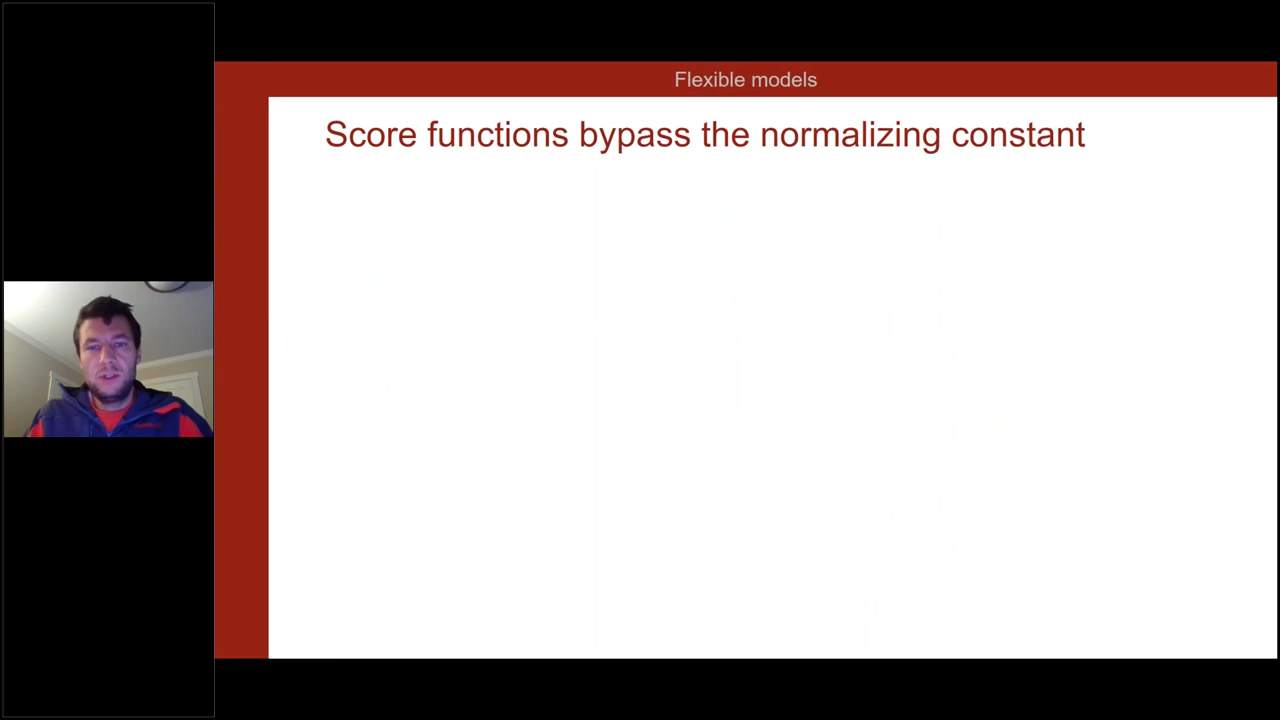 Flexible models
Score functions bypass the normalizing constant